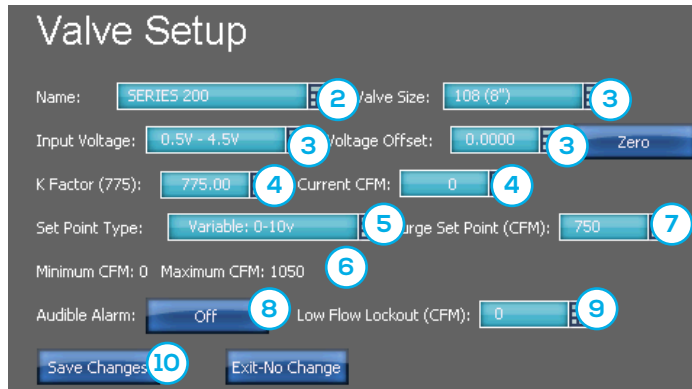 Valve Setup
Name: SERIES 200 2 Valve Size: 108 (8") 3
Input Voltage: 0.5V - 4.5V 3 Voltage Offset: 0.0000 3 Zero
K Factor (775): 775.00 4 Current CFM: 0 4
Set Point Type: Variable: 0-10v 5 urge Set Point (CFM): 750 7
Minimum CFM: 0 Maximum CFM: 1050 6
Audible Alarm: Off 8 Low Flow Lockout (CFM): 0 9
Save Changes 10 Exit-No Change